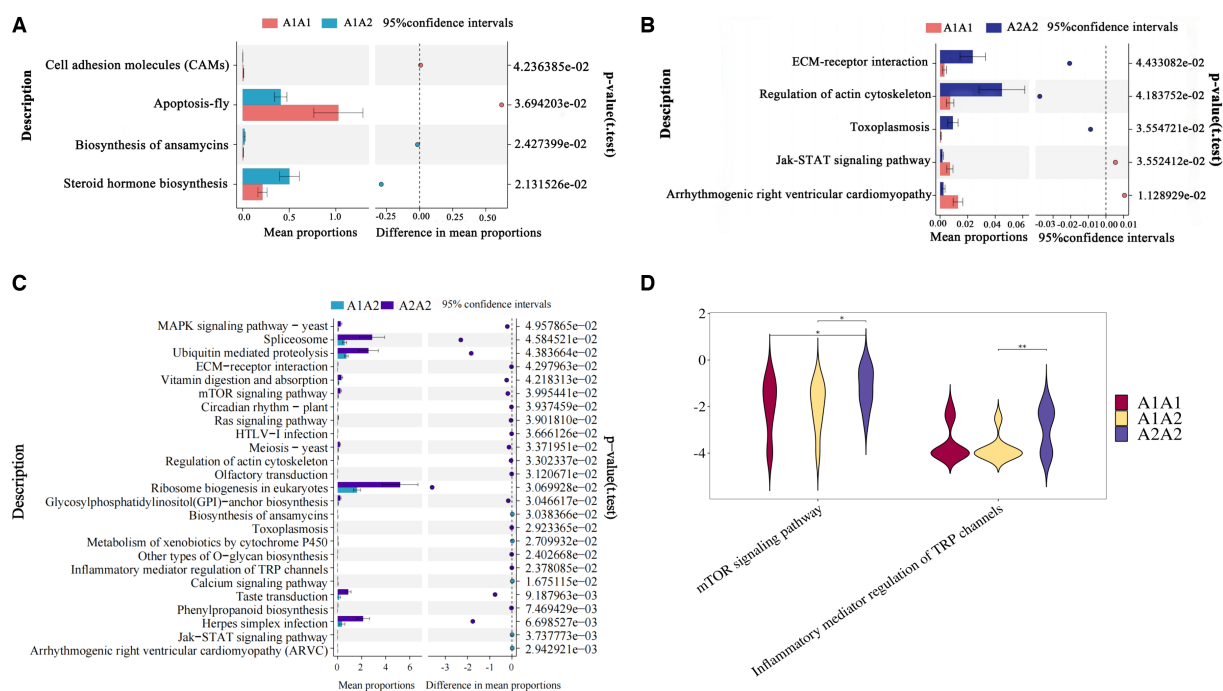 A
A1A1 A1A2 95%confidence intervals
Description
Cell adhesion molecules (CAMs) 4.236385e-02
Apoptosis-fly 3.694203e-02
Biosynthesis of ansamycins 2.427399e-02
Steroid hormone biosynthesis 2.131526e-02
p-value(t.test)
0.0 0.5 1.0 -0.25 0.00 0.25 0.50
Mean proportions Difference in mean proportions
B
A1A1 A2A2 95%confidence intervals
Desciption
ECM-receptor interaction 4.433082e-02
Regulation of actin cytoskeleton 4.183752e-02
Toxoplasmosis 3.554721e-02
Jak-STAT signaling pathway 3.552412e-02
Arrhythmogenic right ventricular cardiomyopathy 1.128929e-02
p-value(t.test)
0.00 0.02 0.04 0.06 -0.03 -0.02 -0.01 0.00 0.01
Mean proportions 95%confidence intervals
C
A1A2 A2A2 95% confidence intervals
Description
MAPK signaling pathway − yeast 4.957865e−02
Spliceosome 4.584521e−02
Ubiquitin mediated proteolysis 4.383664e−02
ECM−receptor interaction 4.297963e−02
Vitamin digestion and absorption 4.218313e−02
mTOR signaling pathway 3.995441e−02
Circadian rhythm − plant 3.937459e−02
Ras signaling pathway 3.901810e−02
HTLV−I infection 3.666126e−02
Meiosis − yeast 3.371951e−02
Regulation of actin cytoskeleton 3.302337e−02
Olfactory transduction 3.120671e−02
Ribosome biogenesis in eukaryotes 3.069928e−02
Glycosylphosphatidylinositol(GPI)−anchor biosynthesis 3.046617e−02
Biosynthesis of ansamycins 3.038366e−02
Toxoplasmosis 2.923365e−02
Metabolism of xenobiotics by cytochrome P450 2.709932e−02
Other types of O−glycan biosynthesis 2.402668e−02
Inflammatory mediator regulation of TRP channels 2.378085e−02
Calcium signaling pathway 1.675115e−02
Taste transduction 9.187963e−03
Phenylpropanoid biosynthesis 7.469429e−03
Herpes simplex infection 6.698527e−03
Jak−STAT signaling pathway 3.737773e−03
Arrhythmogenic right ventricular cardiomyopathy (ARVC) 2.942921e−03
p-value(t.test)
0 2 4 6 -3 -2 -1 0
Mean proportions Difference in mean proportions
D
2
0
-2
-4
* * **
A1A1
A1A2
A2A2
mTOR signaling pathway
Inflammatory mediator regulation of TRP channels